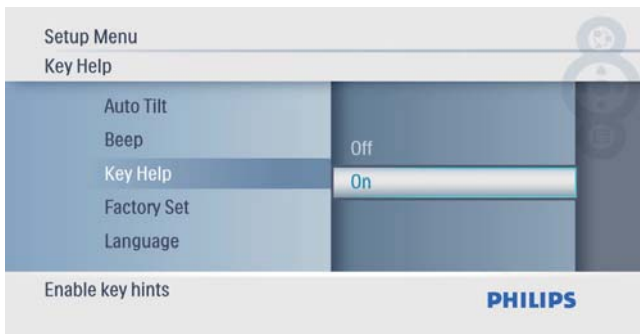 Setup Menu
Key Help
Auto Tilt
Beep
Key Help
Factory Set
Language
Off
On
Enable key hints
PHILIPS